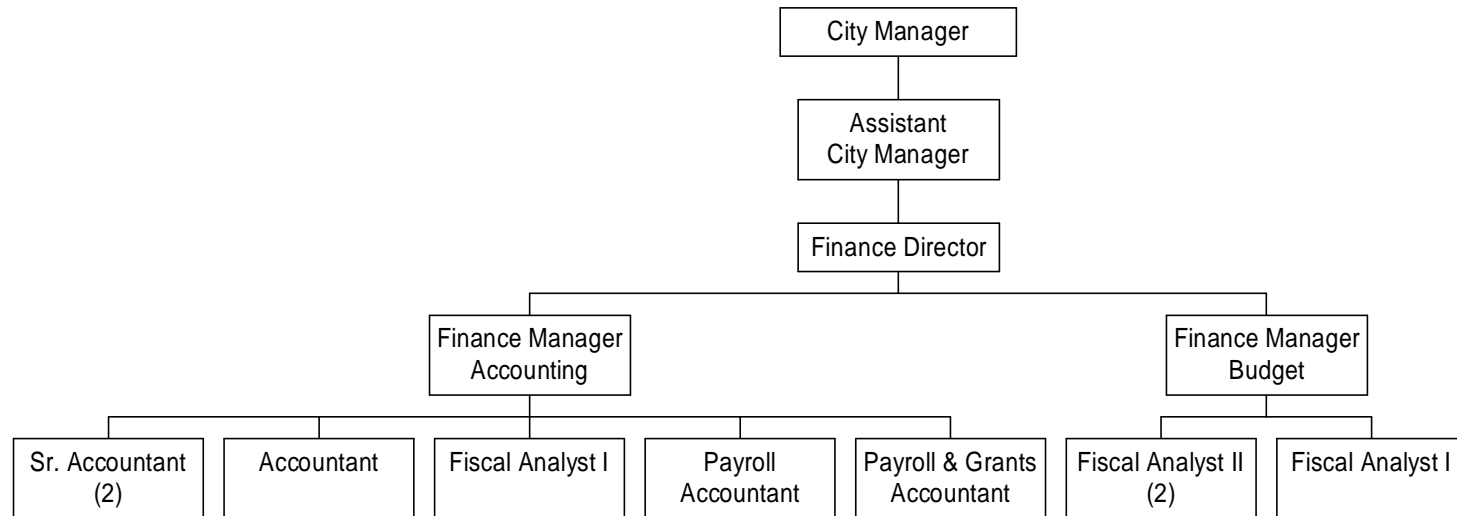 City Manager
Assistant
City Manager
Finance Director
Finance Manager
Accounting
Finance Manager
Budget
Sr. Accountant
(2)
Accountant
Fiscal Analyst I
Payroll
Accountant
Payroll & Grants
Accountant
Fiscal Analyst II
(2)
Fiscal Analyst I